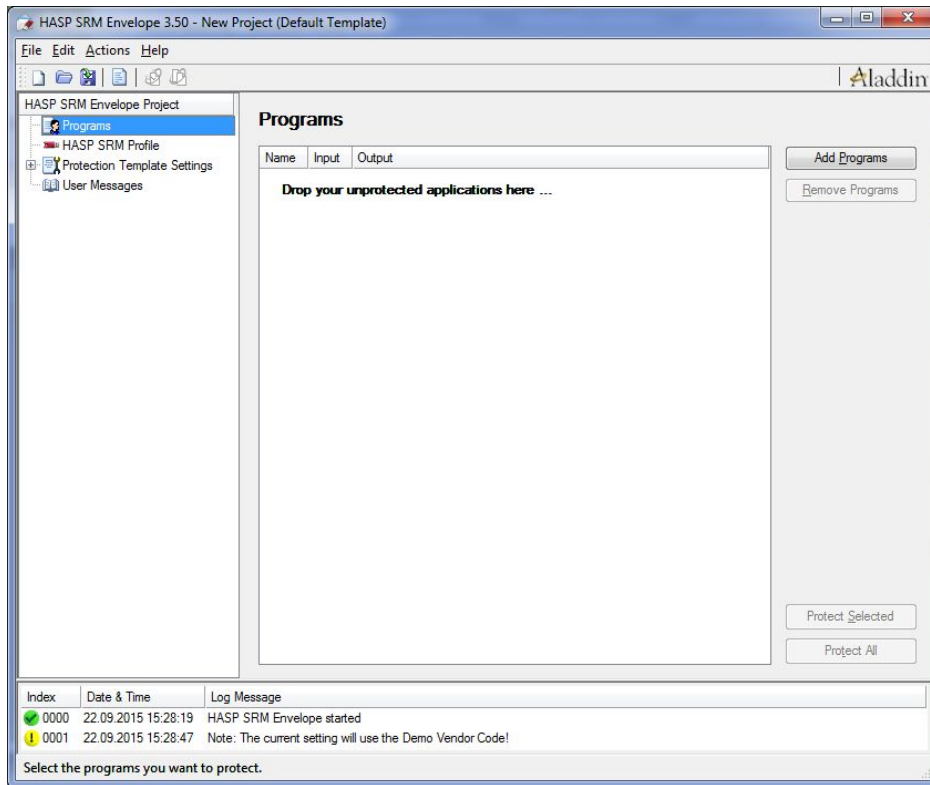 HASP SRM Envelope 3.50 - New Project (Default Template)
File Edit Actions Help
Aladdin
HASP SRM Envelope Project
Programs
HASP SRM Profile
Protection Template Settings
User Messages
Programs
Name Input Output
Drop your unprotected applications here ...
Add Programs
Remove Programs
Protect Selected
Protect All
Index Date & Time Log Message
0000 22.09.2015 15:28:19 HASP SRM Envelope started
0001 22.09.2015 15:28:47 Note: The current setting will use the Demo Vendor Code!
Select the programs you want to protect.